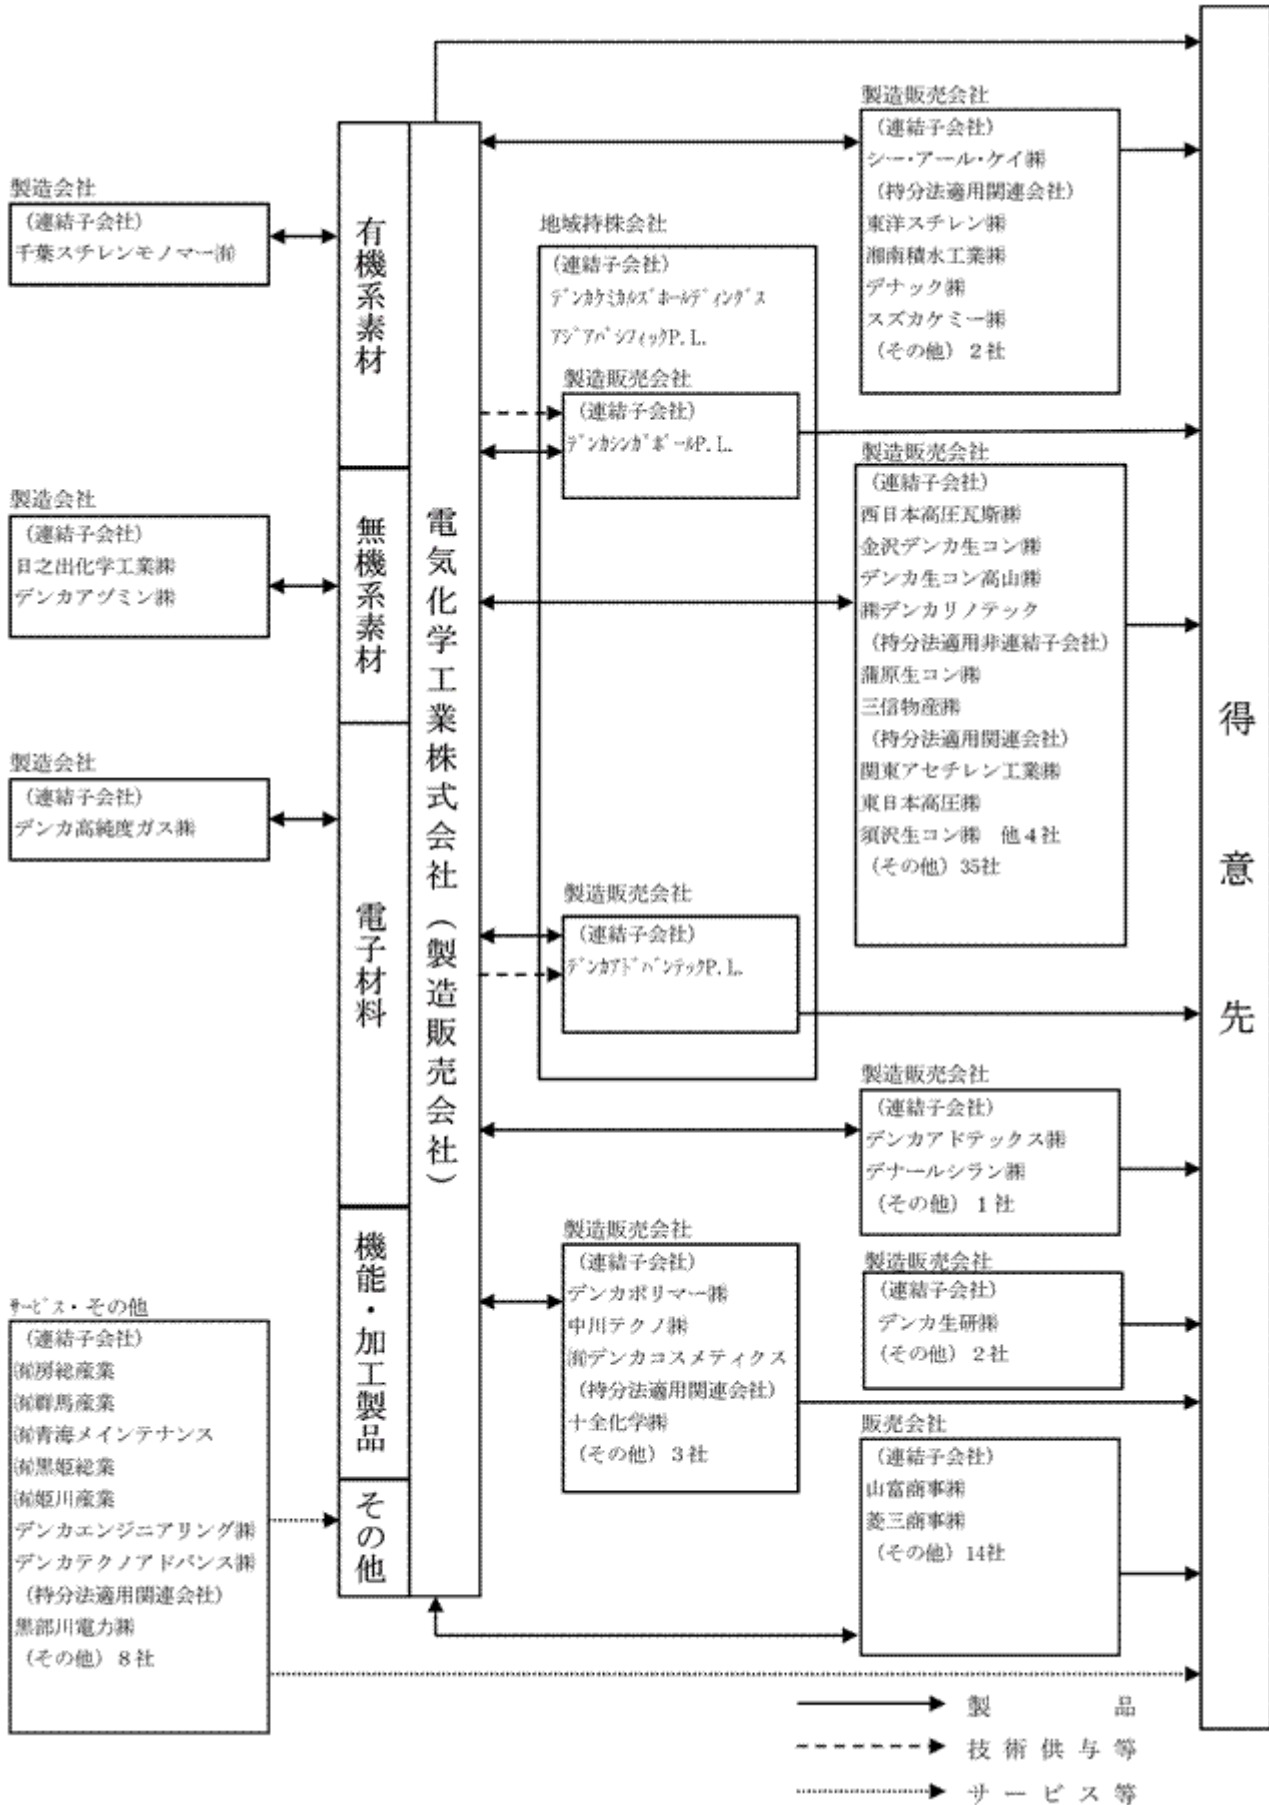 製造会社
(連結子会社)
千葉スチレンモノマー㈲
製造会社
(連結子会社)
日之出化学工業㈱
デンカアヅミン㈱
製造会社
(連結子会社)
デンカ高純度ガス㈱
サービス・その他
(連結子会社)
㈲房総産業
㈲群馬産業
㈲青海メインテナンス
㈲黒姫総業
㈲姫川産業
デンカエンジニアリング㈱
デンカテクノアドバンス㈱
(持分法適用関連会社)
黒部川電力㈱
(その他) 8社
有機系素材
無機系素材
電子材料
機能・加工製品
その他
電気化学工業株式会社(製造販売会社)
地域持株会社
(連結子会社)
デンカケミカルズホールディングス
アジアパシフィックP.L.
製造販売会社
(連結子会社)
デンカシンガポールP.L.
製造販売会社
(連結子会社)
デンカアドバンテックP.L.
製造販売会社
(連結子会社)
デンカポリマー㈱
中川テクノ㈱
㈲デンカコスメティクス
(持分法適用関連会社)
十全化学㈱
(その他) 3社
製造販売会社
(連結子会社)
シー・アール・ケイ㈱
(持分法適用関連会社)
東洋スチレン㈱
湘南積水工業㈱
デナック㈱
スズカケミー㈱
(その他) 2社
製造販売会社
(連結子会社)
西日本高圧瓦斯㈱
金沢デンカ生コン㈱
デンカ生コン高山㈱
㈱デンカリノテック
(持分法適用非連結子会社)
蒲原生コン㈱
三信物産㈱
(持分法適用関連会社)
関東アセチレン工業㈱
東日本高圧㈱
須沢生コン㈱ 他4社
(その他) 35社
製造販売会社
(連結子会社)
デンカアドテックス㈱
デナールシラン㈱
(その他) 1社
製造販売会社
(連結子会社)
デンカ生研㈱
(その他) 2社
販売会社
(連結子会社)
山富商事㈱
菱三商事㈱
(その他) 14社
得意先
製品
技術供与等
サービス等